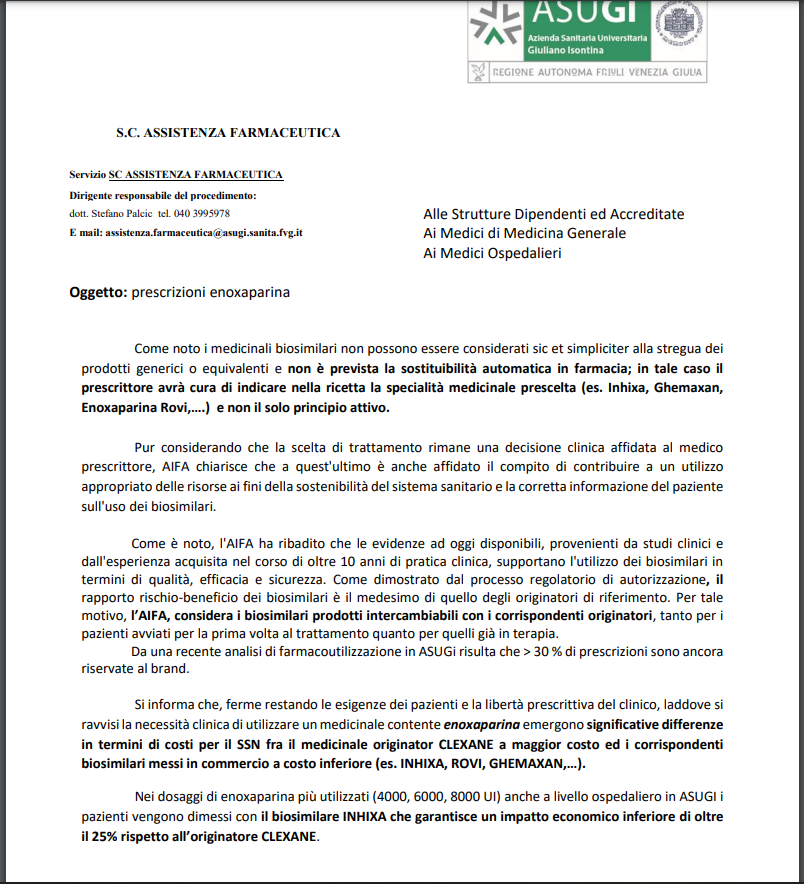 ASUGI
Azienda Sanitaria Universitaria
Giuliano Isontina
REGIONE AUTONOMA FRIULI VENEZIA GIULIA
S.C. ASSISTENZA FARMACEUTICA
Servizio SC ASSISTENZA FARMACEUTICA
Dirigente responsabile del procedimento:
dott. Stefano Palcic tel. 040 3995978
E mail: assistenza.farmaceutica@asugi.sanita.fvg.it
Alle Strutture Dipendenti ed Accreditate
Ai Medici di Medicina Generale
Ai Medici Ospedalieri
Oggetto: prescrizioni enoxaparina
Come noto i medicinali biosimilari non possono essere considerati sic et simpliciter alla stregua dei
prodotti generici o equivalenti e non è prevista la sostituibilità automatica in farmacia; in tale caso il
prescrittore avrà cura di indicare nella ricetta la specialità medicinale prescelta (es. Inhixa, Ghemaxan,
Enoxaparina Rovi,….) e non il solo principio attivo.
Pur considerando che la scelta di trattamento rimane una decisione clinica affidata al medico
prescrittore, AIFA chiarisce che a quest'ultimo è anche affidato il compito di contribuire a un utilizzo
appropriato delle risorse ai fini della sostenibilità del sistema sanitario e la corretta informazione del paziente
sull'uso dei biosimilari.
Come è noto, l'AIFA ha ribadito che le evidenze ad oggi disponibili, provenienti da studi clinici e
dall'esperienza acquisita nel corso di oltre 10 anni di pratica clinica, supportano l'utilizzo dei biosimilari in
termini di qualità, efficacia e sicurezza. Come dimostrato dal processo regolatorio di autorizzazione, il
rapporto rischio-beneficio dei biosimilari è il medesimo di quello degli originatori di riferimento. Per tale
motivo, l'AIFA, considera i biosimilari prodotti intercambiabili con i corrispondenti originatori, tanto per i
pazienti avviati per la prima volta al trattamento quanto per quelli già in terapia.
Da una recente analisi di farmacoutilizzazione in ASUGi risulta che > 30 % di prescrizioni sono ancora
riservate al brand.
Si informa che, ferme restando le esigenze dei pazienti e la libertà prescrittiva del clinico, laddove si
ravvisi la necessità clinica di utilizzare un medicinale contente enoxaparina emergono significative differenze
in termini di costi per il SSN fra il medicinale originator CLEXANE a maggior costo ed i corrispondenti
biosimilari messi in commercio a costo inferiore (es. INHIXA, ROVI, GHEMAXAN,…).
Nei dosaggi di enoxaparina più utilizzati (4000, 6000, 8000 UI) anche a livello ospedaliero in ASUGI i
pazienti vengono dimessi con il biosimilare INHIXA che garantisce un impatto economico inferiore di oltre
il 25% rispetto all'originatore CLEXANE.